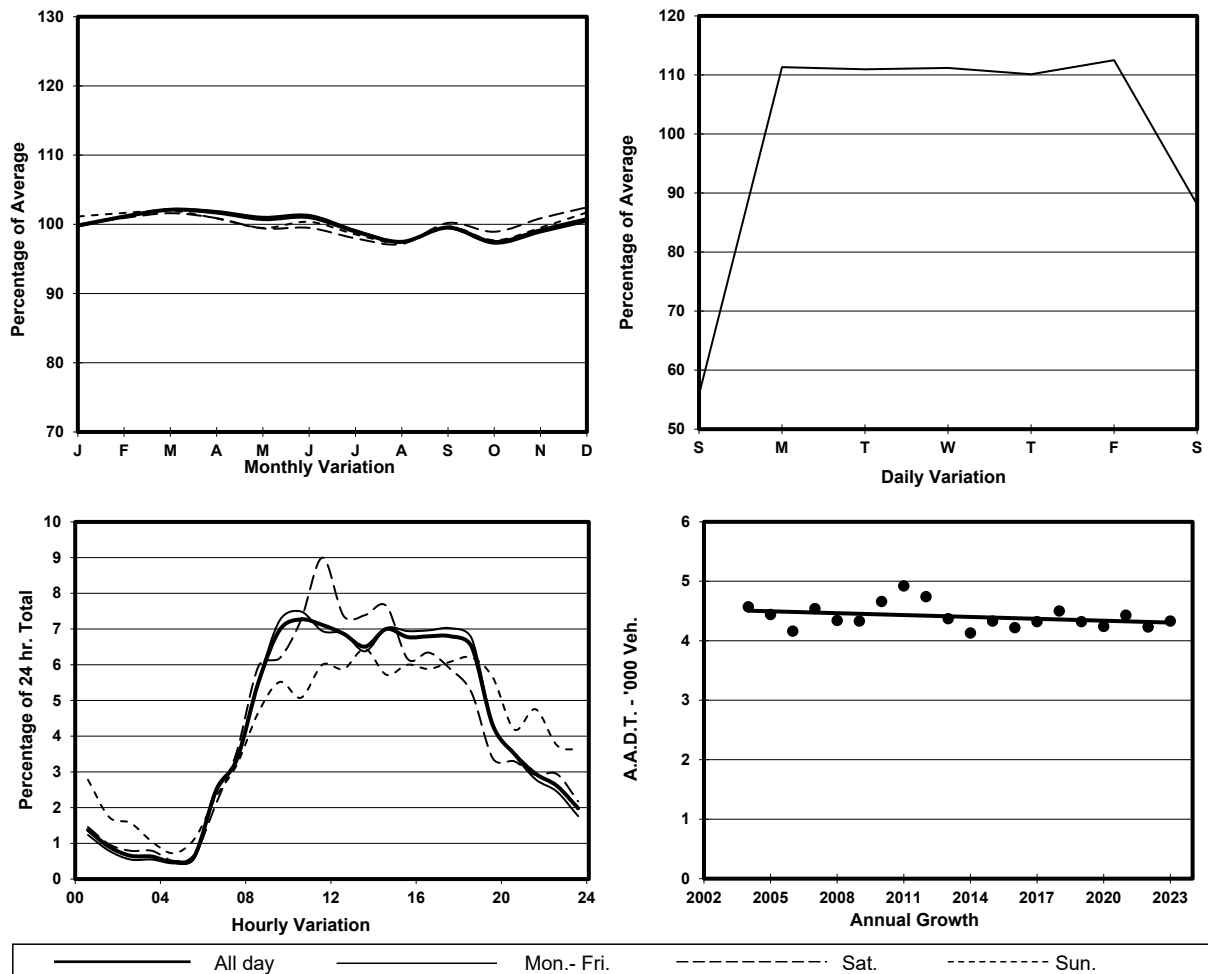 130
120
110
100
90
80
70
Percentage of Average
J F M A M J J A S O N D
Monthly Variation
120
110
100
90
80
70
60
50
Percentage of Average
S M T W T F S
Daily Variation
10
9
8
7
6
5
4
3
2
1
0
Percentage of 24 hr. Total
00 04 08 12 16 20 24
Hourly Variation
6
5
4
3
2
1
0
A.A.D.T. - '000 Veh.
2002 2005 2008 2011 2014 2017 2020 2023
Annual Growth
All day Mon.- Fri. Sat. Sun.